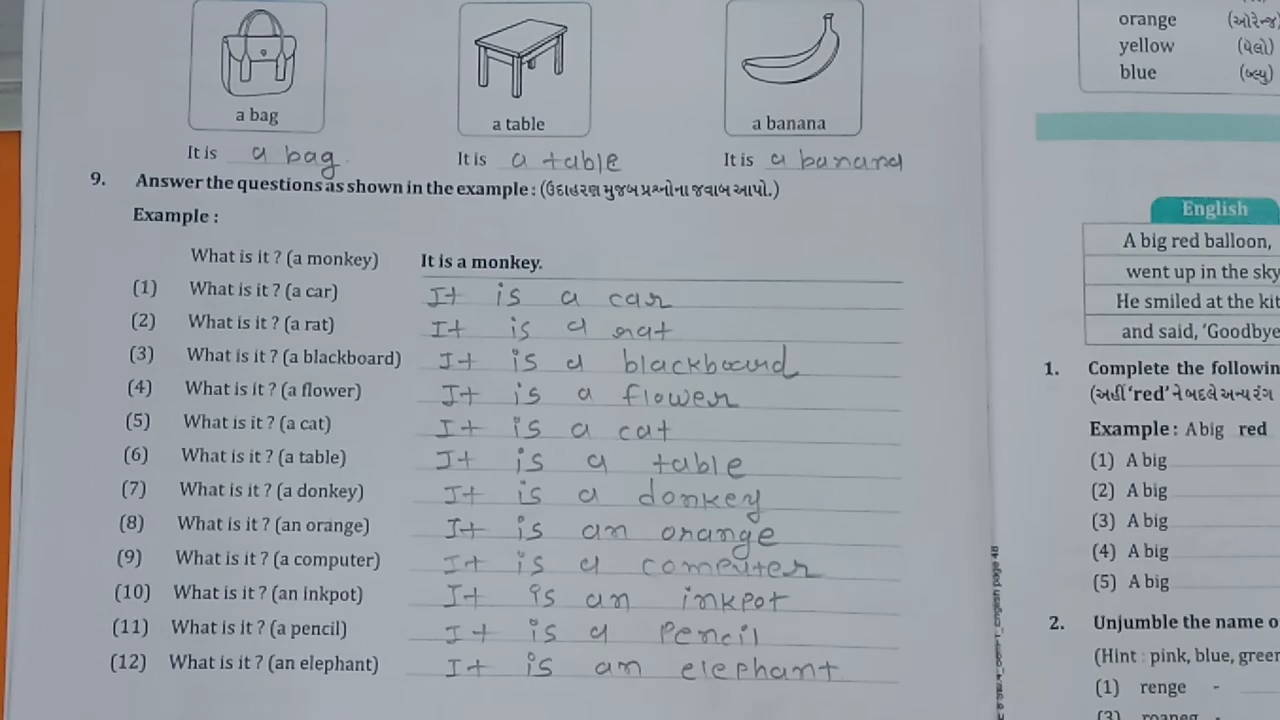 a bag
a table
a banana
It is a bag.
It is a table
It is a banana
9. Answer the questions as shown in the example : (ઉદાહરણ મુજબ પ્રશ્નોના જવાબ આપો.)
Example :
What is it ? (a monkey) It is a monkey.
(1) What is it ? (a car) It is a car
(2) What is it ? (a rat) It is a rat
(3) What is it ? (a blackboard) It is a blackboard
(4) What is it ? (a flower) It is a flower
(5) What is it ? (a cat) It is a cat
(6) What is it ? (a table) It is a table
(7) What is it ? (a donkey) It is a donkey
(8) What is it ? (an orange) It is an orange
(9) What is it ? (a computer) It is a computer
(10) What is it ? (an inkpot) It is an inkpot
(11) What is it ? (a pencil) It is a Pencil
(12) What is it ? (an elephant) It is an elephant
orange (ઓરેન્જ)
yellow (યેલો)
blue (બ્લ્યુ)
English
A big red balloon,
went up in the sky
He smiled at the kit
and said, 'Goodbye
1. Complete the followin
(અહીં 'red' ને બદલે અન્ય રંગ
Example : A big red
(1) A big
(2) A big
(3) A big
(4) A big
(5) A big
2. Unjumble the name o
(Hint : pink, blue, green
(1) renge -